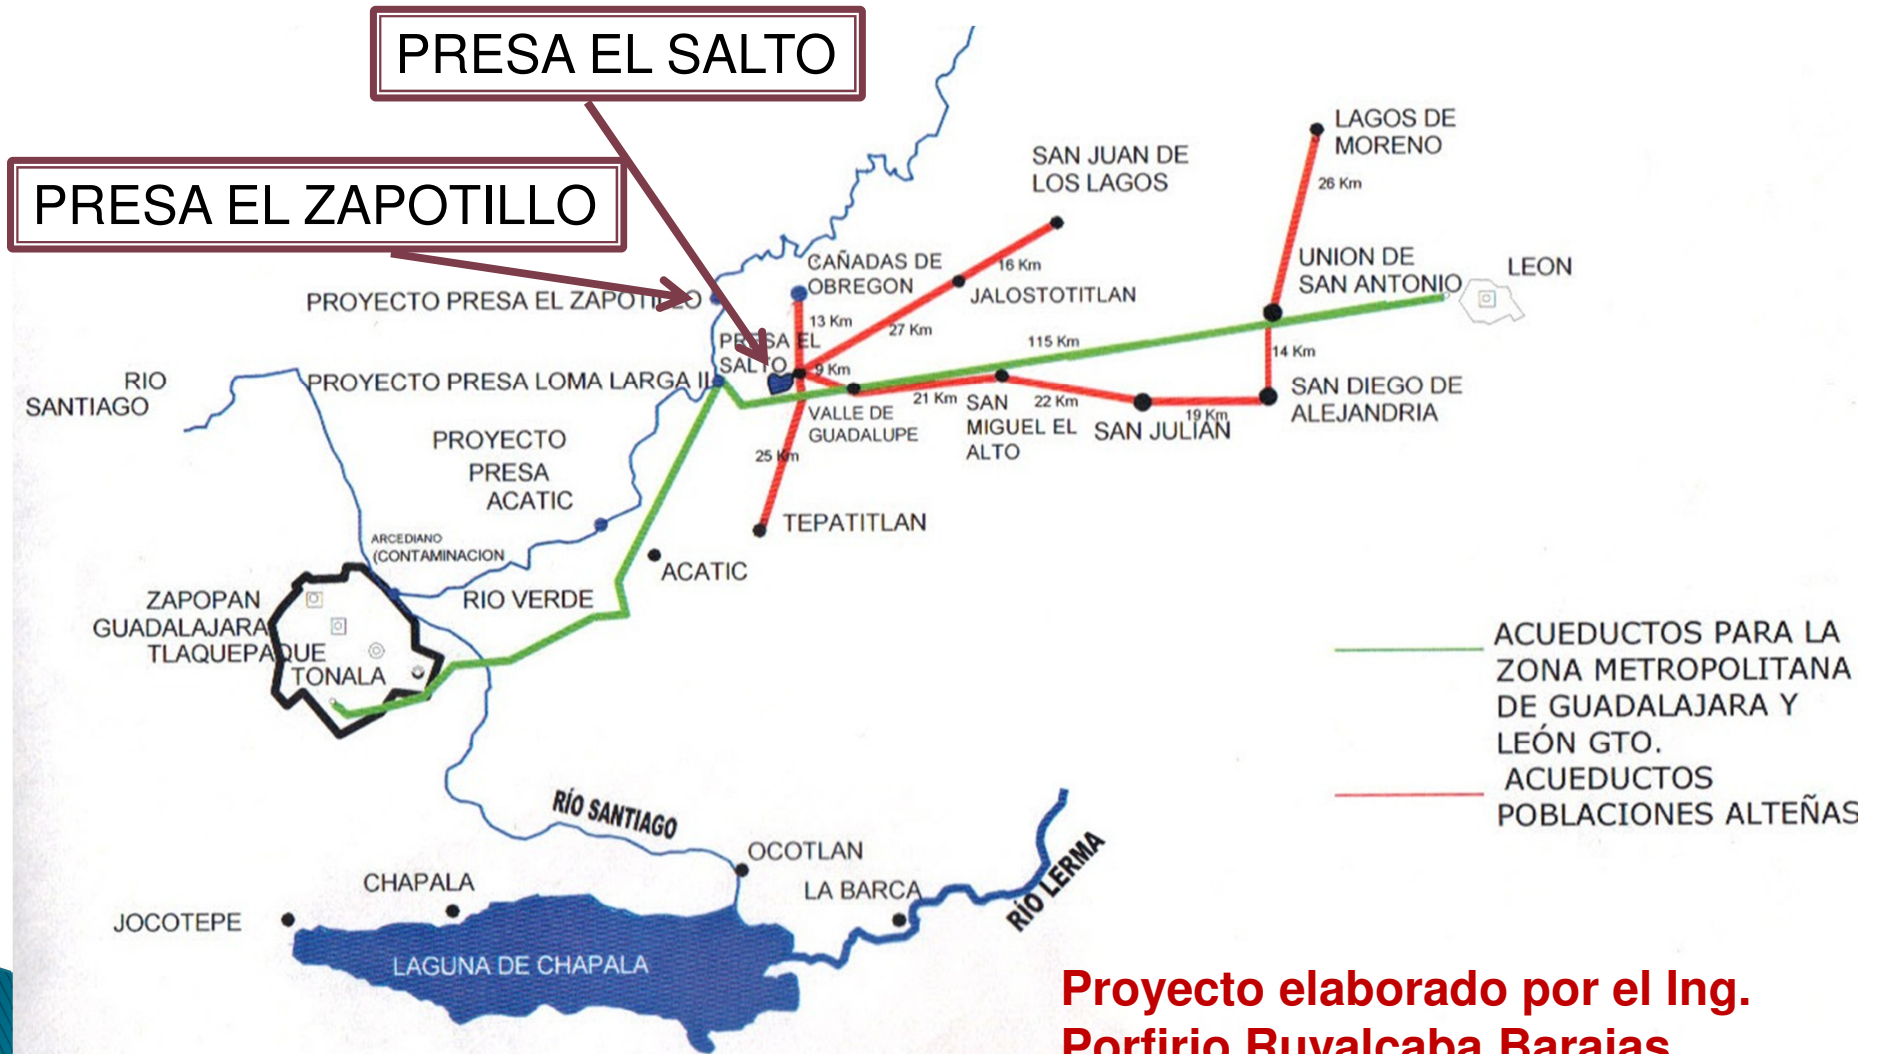 PRESA EL SALTO
PRESA EL ZAPOTILLO
LAGOS DE
MORENO
26 Km
SAN JUAN DE
LOS LAGOS
16 Km
CAÑADAS DE
OBREGON
JALOSTOTITLAN
UNION DE
SAN ANTONIO
LEON
PROYECTO PRESA EL ZAPOTILLO
13 Km
27 Km
PRESA EL
SALTO
9 Km
115 Km
14 Km
RIO
SANTIAGO
PROYECTO PRESA LOMA LARGA II
VALLE DE
GUADALUPE
21 Km
SAN
MIGUEL EL
ALTO
22 Km
SAN JULIAN
19 Km
SAN DIEGO DE
ALEJANDRIA
PROYECTO
PRESA
ACATIC
25 Km
TEPATITLAN
ARCEDIANO
(CONTAMINACION
ACATIC
RIO VERDE
ZAPOPAN
GUADALAJARA
TLAQUEPAQUE
TONALA
ACUEDUCTOS PARA LA
ZONA METROPOLITANA
DE GUADALAJARA Y
LEÓN GTO.
ACUEDUCTOS
POBLACIONES ALTEÑAS
RÍO SANTIAGO
OCOTLAN
CHAPALA
LA BARCA
RÍO LERMA
JOCOTEPE
LAGUNA DE CHAPALA
Proyecto elaborado por el Ing.
Porfirio Ruvalcaba Barajas